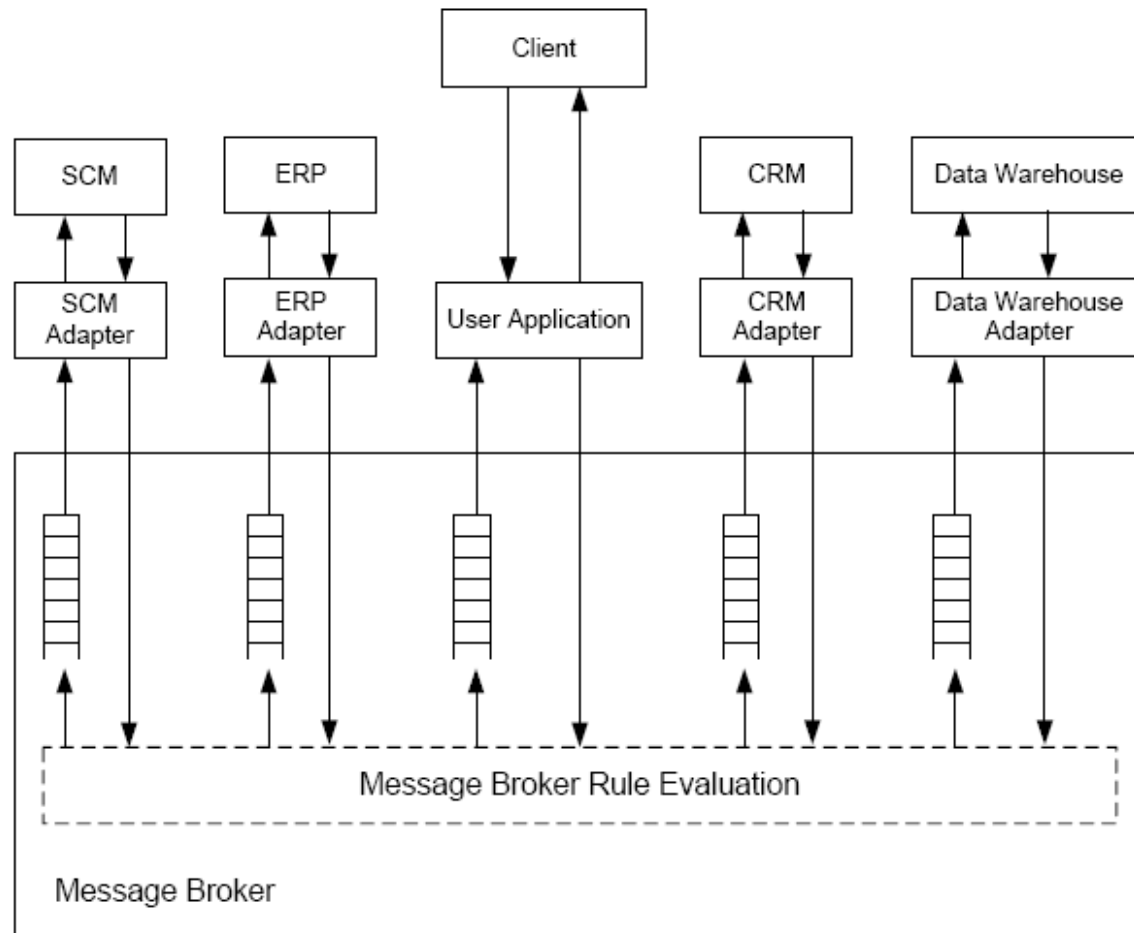 Client
SCM
ERP
CRM
Data Warehouse
SCM
Adapter
ERP
Adapter
User Application
CRM
Adapter
Data Warehouse
Adapter
Message Broker Rule Evaluation
Message Broker